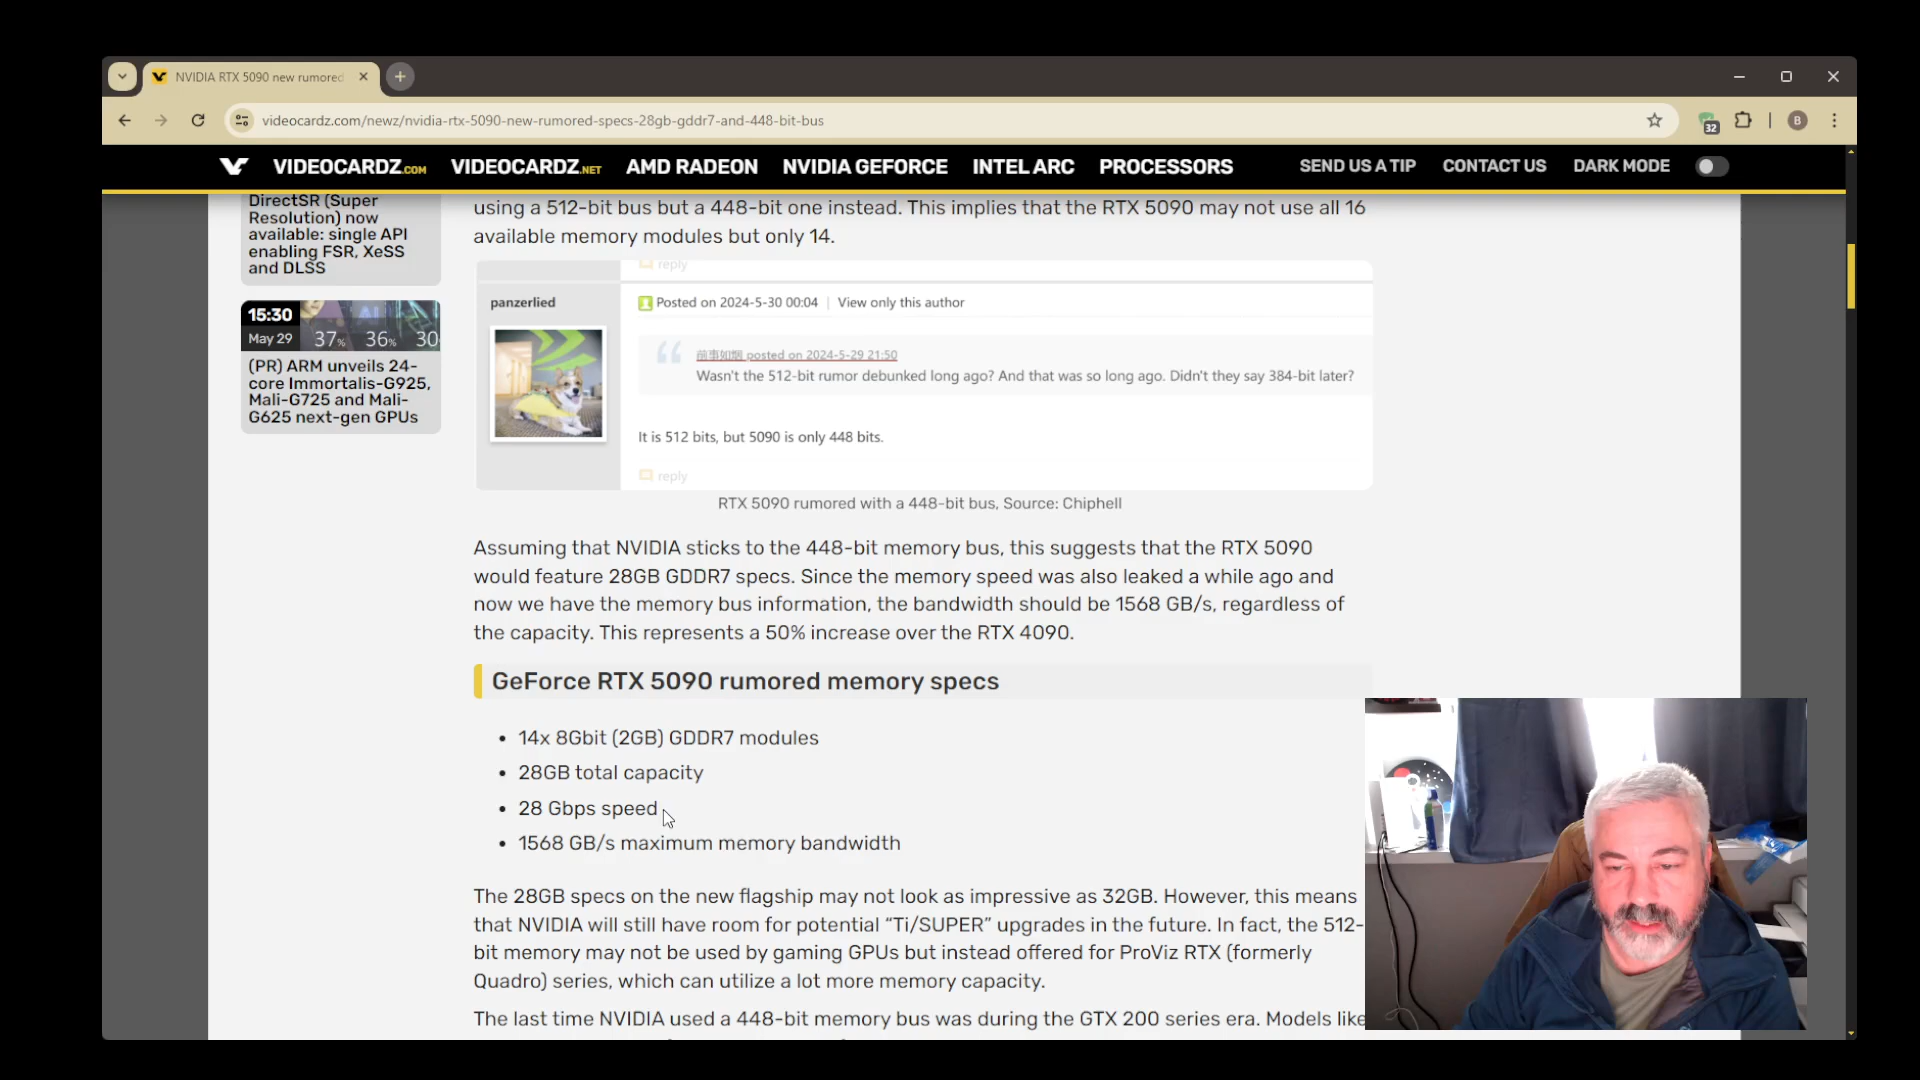 NVIDIA RTX 5090 new rumored
videocardz.com/newz/nvidia-rtx-5090-new-rumored-specs-28gb-gddr7-and-448-bit-bus
32
B
VIDEOCARDZ.COM VIDEOCARDZ.NET AMD RADEON NVIDIA GEFORCE INTEL ARC PROCESSORS SEND US A TIP CONTACT US DARK MODE
DirectSR (Super
Resolution) now
available: single API
enabling FSR, XeSS
and DLSS
15:30
May 29
37% 36% 30
(PR) ARM unveils 24-
core Immortalis-G925,
Mali-G725 and Mali-
G625 next-gen GPUs
using a 512-bit bus but a 448-bit one instead. This implies that the RTX 5090 may not use all 16
available memory modules but only 14.
reply
panzerlied
Posted on 2024-5-30 00:04 | View only this author
前事如烟 posted on 2024-5-29 21:50
Wasn't the 512-bit rumor debunked long ago? And that was so long ago. Didn't they say 384-bit later?
It is 512 bits, but 5090 is only 448 bits.
reply
RTX 5090 rumored with a 448-bit bus, Source: Chiphell
Assuming that NVIDIA sticks to the 448-bit memory bus, this suggests that the RTX 5090
would feature 28GB GDDR7 specs. Since the memory speed was also leaked a while ago and
now we have the memory bus information, the bandwidth should be 1568 GB/s, regardless of
the capacity. This represents a 50% increase over the RTX 4090.
GeForce RTX 5090 rumored memory specs
• 14x 8Gbit (2GB) GDDR7 modules
• 28GB total capacity
• 28 Gbps speed
• 1568 GB/s maximum memory bandwidth
The 28GB specs on the new flagship may not look as impressive as 32GB. However, this means
that NVIDIA will still have room for potential “Ti/SUPER” upgrades in the future. In fact, the 512-
bit memory may not be used by gaming GPUs but instead offered for ProViz RTX (formerly
Quadro) series, which can utilize a lot more memory capacity.
The last time NVIDIA used a 448-bit memory bus was during the GTX 200 series era. Models like